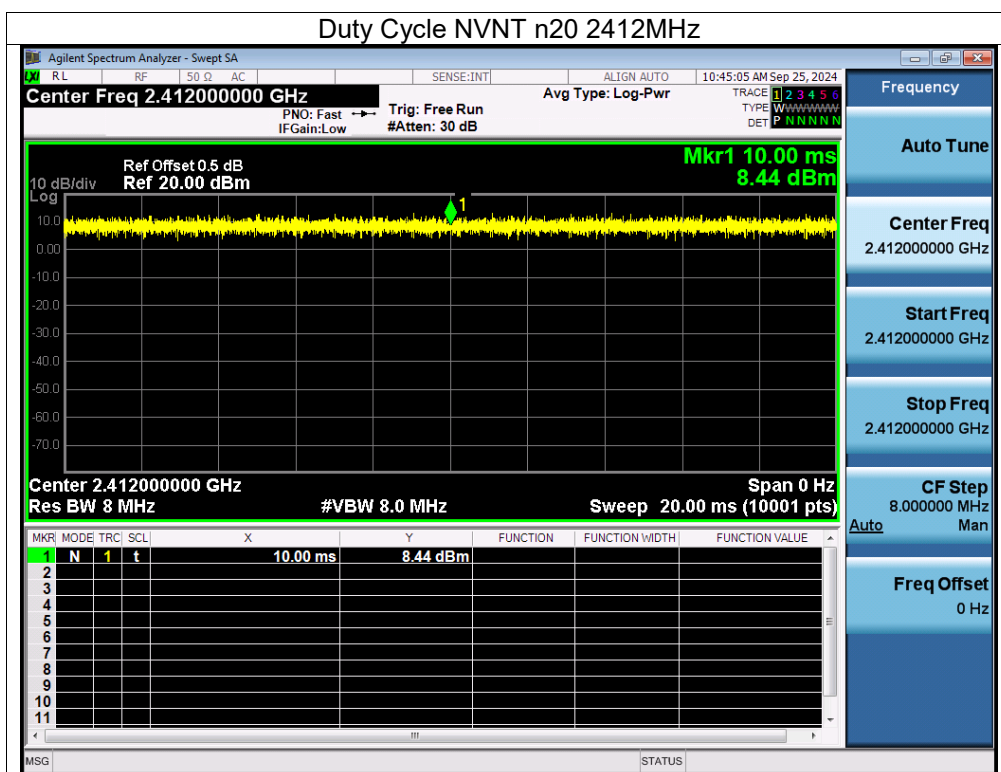 Duty Cycle NVNT n20 2412MHz
Agilent Spectrum Analyzer - Swept SA
LXI RL RF 50 Ω AC SENSE:INT ALIGN AUTO 10:45:05 AM Sep 25, 2024
Center Freq 2.412000000 GHz Avg Type: Log-Pwr TRACE 1 2 3 4 5 6
PNO: Fast Trig: Free Run TYPE WWWWWWW
IFGain:Low #Atten: 30 dB DET P N N N N N
Frequency
Mkr1 10.00 ms
8.44 dBm
Ref Offset 0.5 dB
10 dB/div Ref 20.00 dBm
Log
1
10.0
0.00
-10.0
-20.0
-30.0
-40.0
-50.0
-60.0
-70.0
Center 2.412000000 GHz Span 0 Hz
Res BW 8 MHz #VBW 8.0 MHz Sweep 20.00 ms (10001 pts)
MKR MODE TRC SCL X Y FUNCTION FUNCTION WIDTH FUNCTION VALUE
1 N 1 t 10.00 ms 8.44 dBm
2
3
4
5
6
7
8
9
10
11
MSG STATUS
Auto Tune
Center Freq
2.412000000 GHz
Start Freq
2.412000000 GHz
Stop Freq
2.412000000 GHz
CF Step
8.000000 MHz
Auto Man
Freq Offset
0 Hz